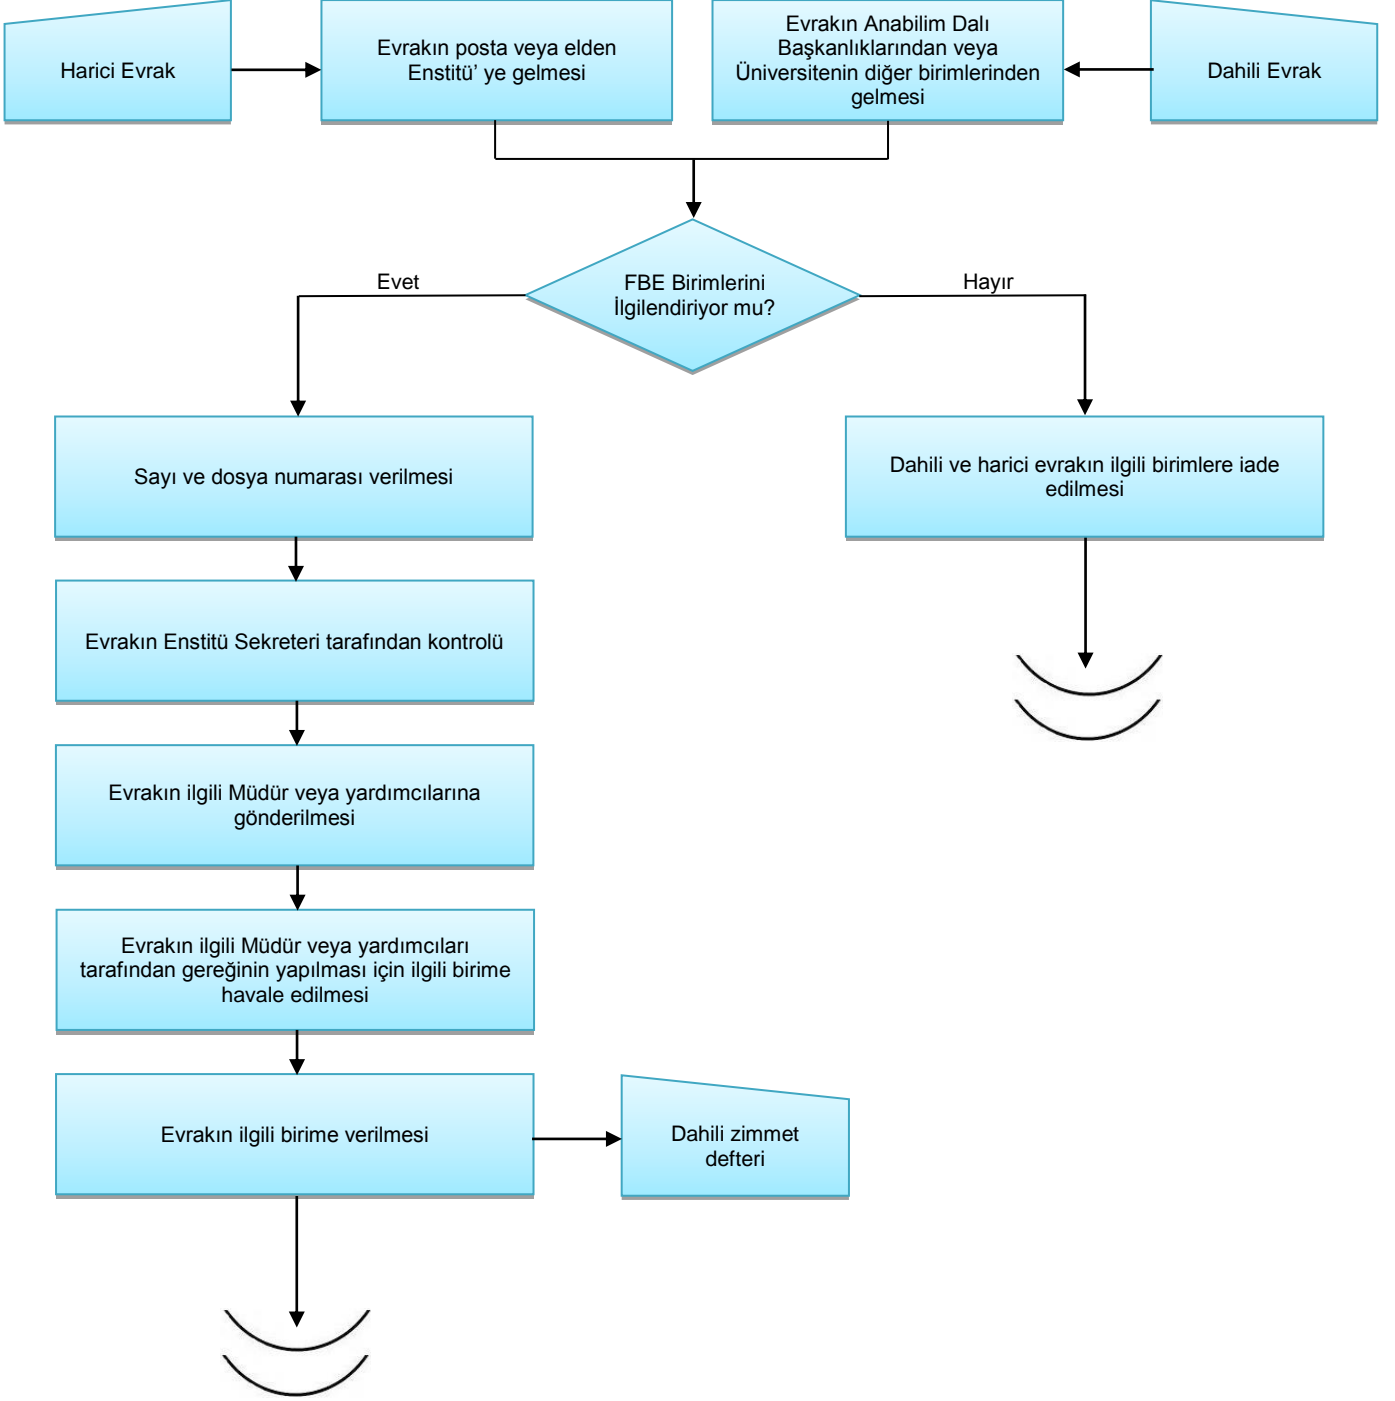 Harici Evrak
Evrakın posta veya elden
Enstitü’ ye gelmesi
Evrakın Anabilim Dalı
Başkanlıklarından veya
Üniversitenin diğer birimlerinden
gelmesi
Dahili Evrak
FBE Birimlerini
İlgilendiriyor mu?
Evet
Hayır
Sayı ve dosya numarası verilmesi
Dahili ve harici evrakın ilgili birimlere iade
edilmesi
Evrakın Enstitü Sekreteri tarafından kontrolü
Evrakın ilgili Müdür veya yardımcılarına
gönderilmesi
Evrakın ilgili Müdür veya yardımcıları
tarafından gereğinin yapılması için ilgili birime
havale edilmesi
Evrakın ilgili birime verilmesi
Dahili zimmet
defteri